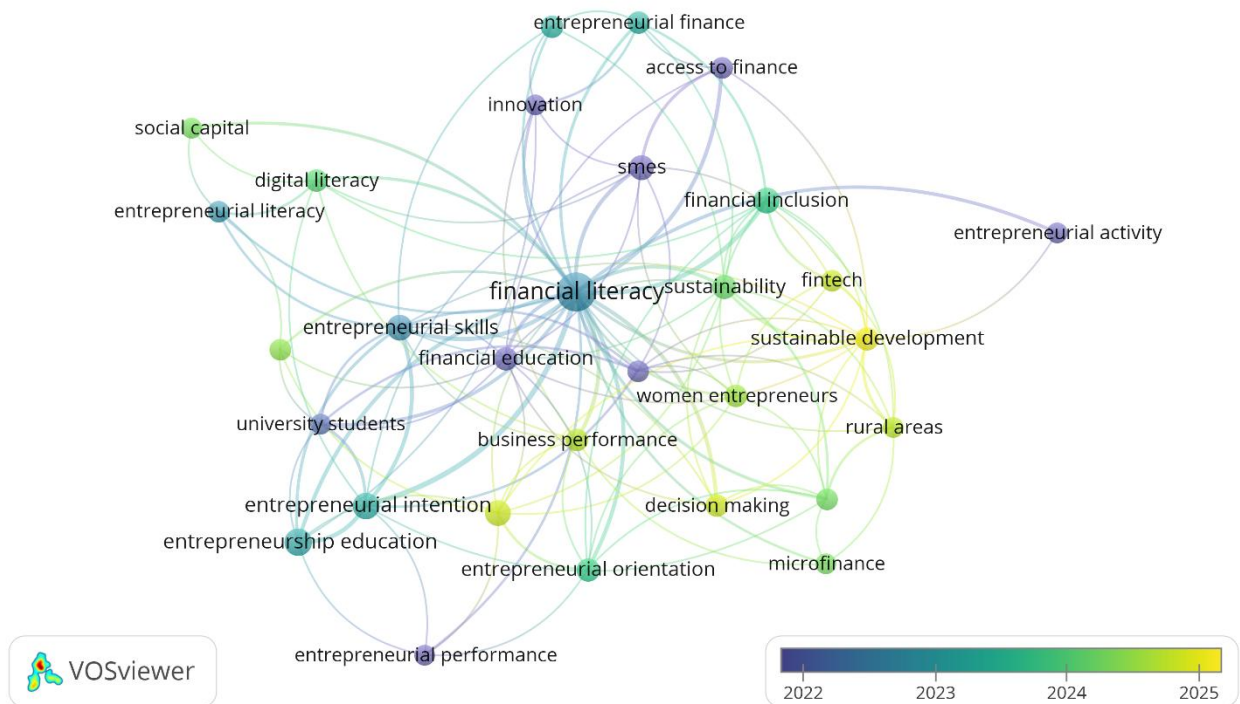 entrepreneurial finance
access to finance
innovation
social capital
smes
digital literacy
financial inclusion
entrepreneurial literacy
entrepreneurial activity
fintech
financial literacy
sustainability
entrepreneurial skills
sustainable development
financial education
women entrepreneurs
university students
rural areas
business performance
entrepreneurial intention
decision making
entrepreneurship education
microfinance
entrepreneurial orientation
entrepreneurial performance
VOSviewer
2022
2023
2024
2025